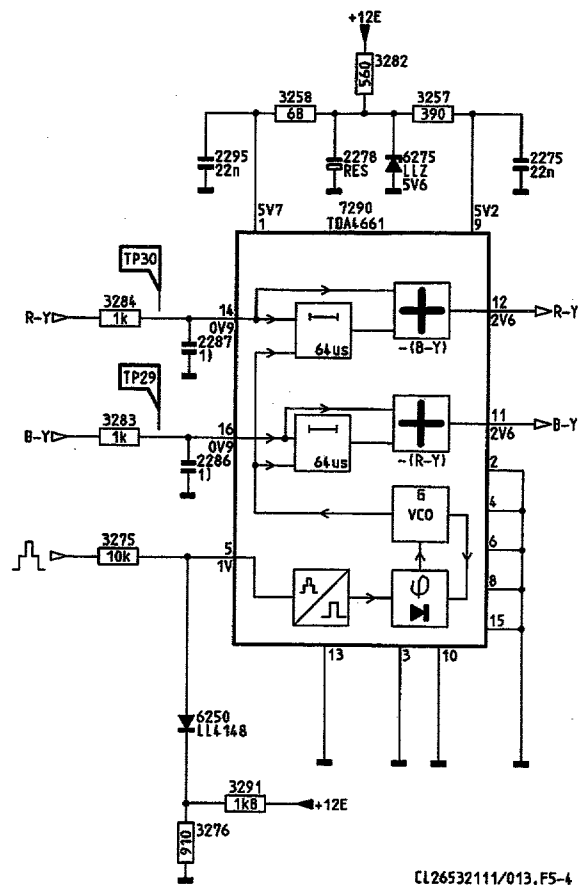 +12E
3282
560
3258
68
3257
390
2295
22n
2278
RES
6275
LLZ
5V6
2275
22n
5V7
1
7290
TDA4661
5V2
9
TP30
R-Y
3284
1k
14
0V9
2287
1)
64us
-(B-Y)
12
2V6
R-Y
TP29
B-Y
3283
1k
16
0V9
2286
1)
64us
-(R-Y)
11
2V6
B-Y
2
4
6
8
15
&
VCO
3275
10k
5
1V
φ
13
3
10
6250
LL4148
3291
1k8
+12E
3276
910
CL26532111/013.F5-4